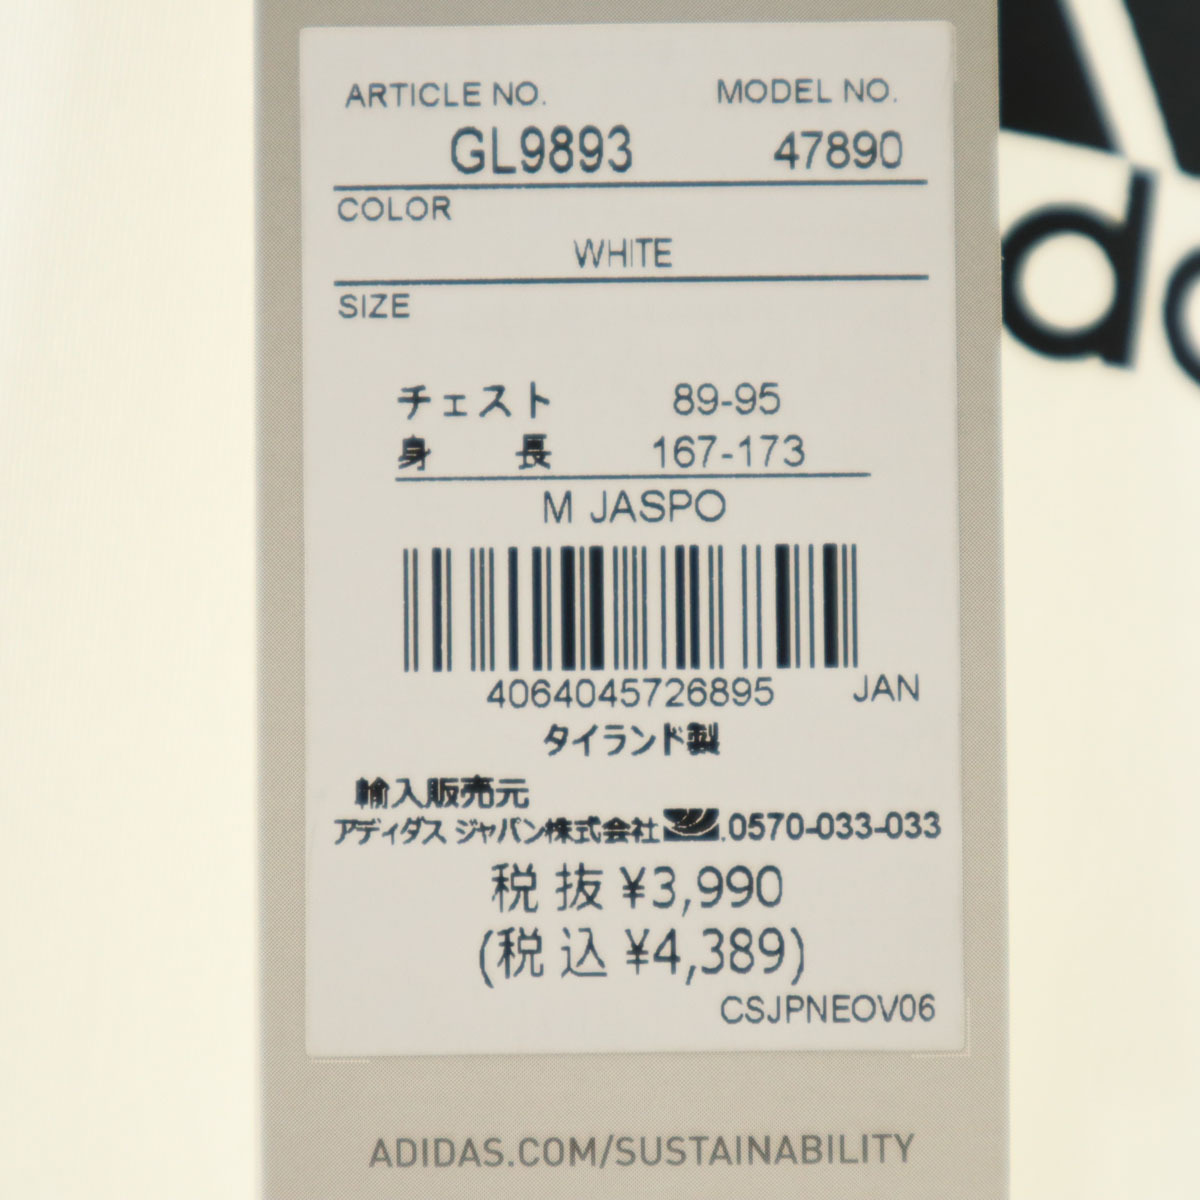 ARTICLE NO. MODEL NO.
GL9893 47890
COLOR
WHITE
SIZE
チェスト 89-95
身 長 167-173
M JASPO
4064045726895 JAN
タイランド製
輸入販売元
アディダス ジャパン株式会社 .0570-033-033
税 抜 ¥3,990
(税 込 ¥4,389)
CSJPNEOV06
ADIDAS.COM/SUSTAINABILITY